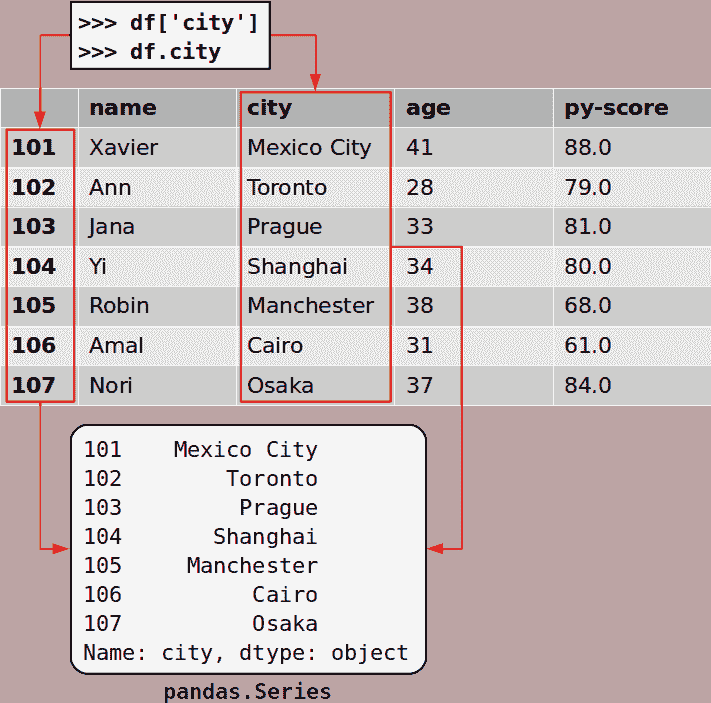 >>> df['city']
>>> df.city
name city age py-score
101 Xavier Mexico City 41 88.0
102 Ann Toronto 28 79.0
103 Jana Prague 33 81.0
104 Yi Shanghai 34 80.0
105 Robin Manchester 38 68.0
106 Amal Cairo 31 61.0
107 Nori Osaka 37 84.0
101 Mexico City
102 Toronto
103 Prague
104 Shanghai
105 Manchester
106 Cairo
107 Osaka
Name: city, dtype: object
pandas.Series